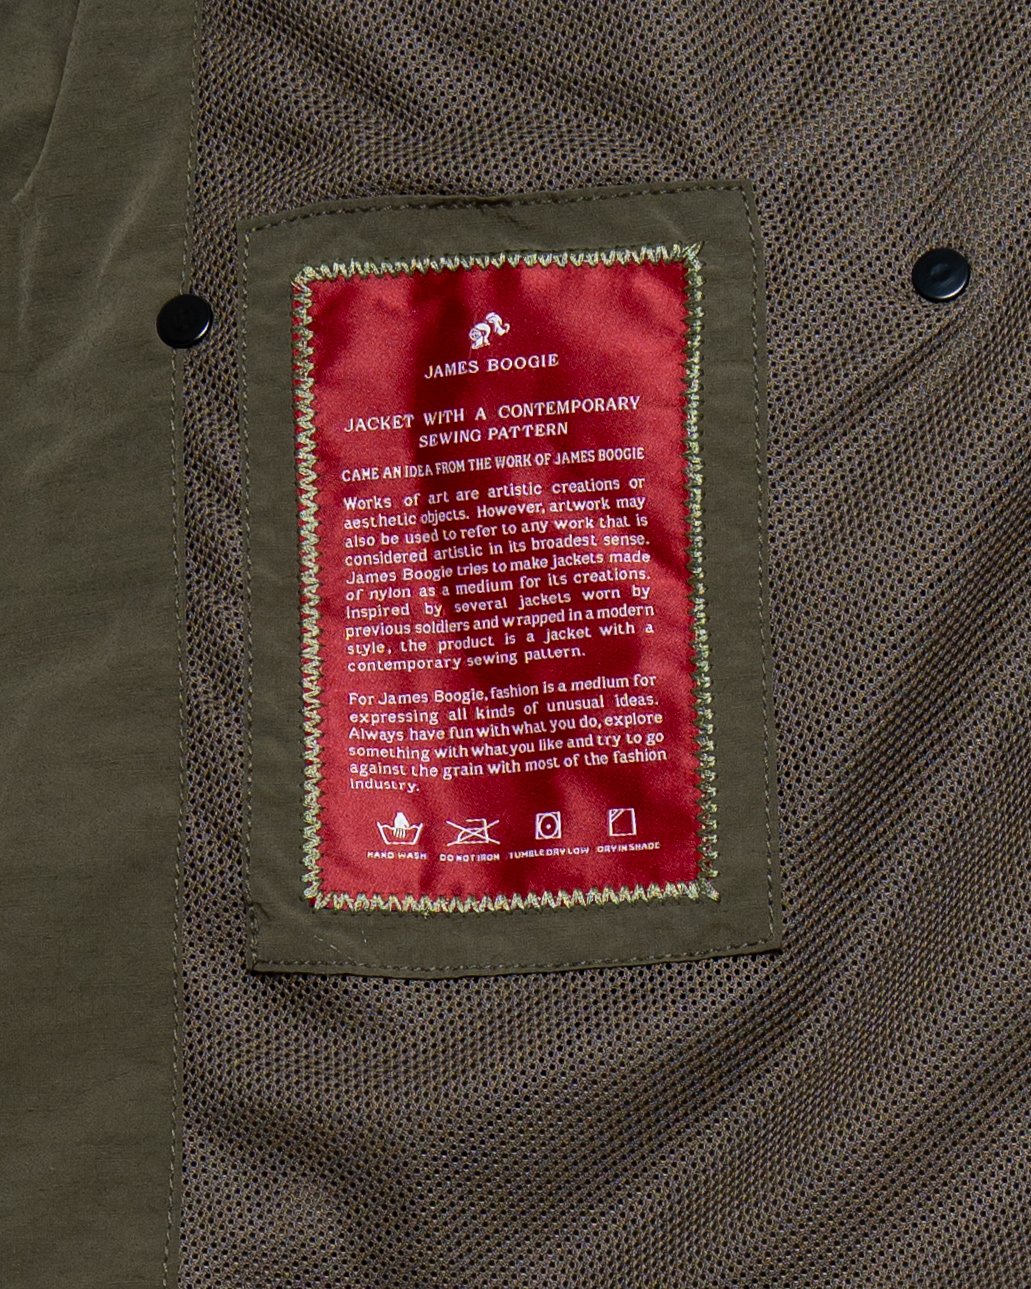 JAMES BOOGIE
JACKET WITH A CONTEMPORARY
SEWING PATTERN
CAME AN IDEA FROM THE WORK OF JAMES BOOGIE
Works of art are artistic creations or
aesthetic objects. However, artwork may
also be used to refer to any work that is
considered artistic in its broadest sense.
James Boogie tries to make jackets made
of nylon as a medium for its creations.
Inspired by several jackets worn by
previous soldiers and wrapped in a modern
style, the product is a jacket with a
contemporary sewing pattern.
For James Boogie, fashion is a medium for
expressing all kinds of unusual ideas.
Always have fun with what you do, explore
something with what you like and try to go
against the grain with most of the fashion
industry.
HAND WASH DO NOT IRON TUMBLE DRY LOW DRY IN SHADE